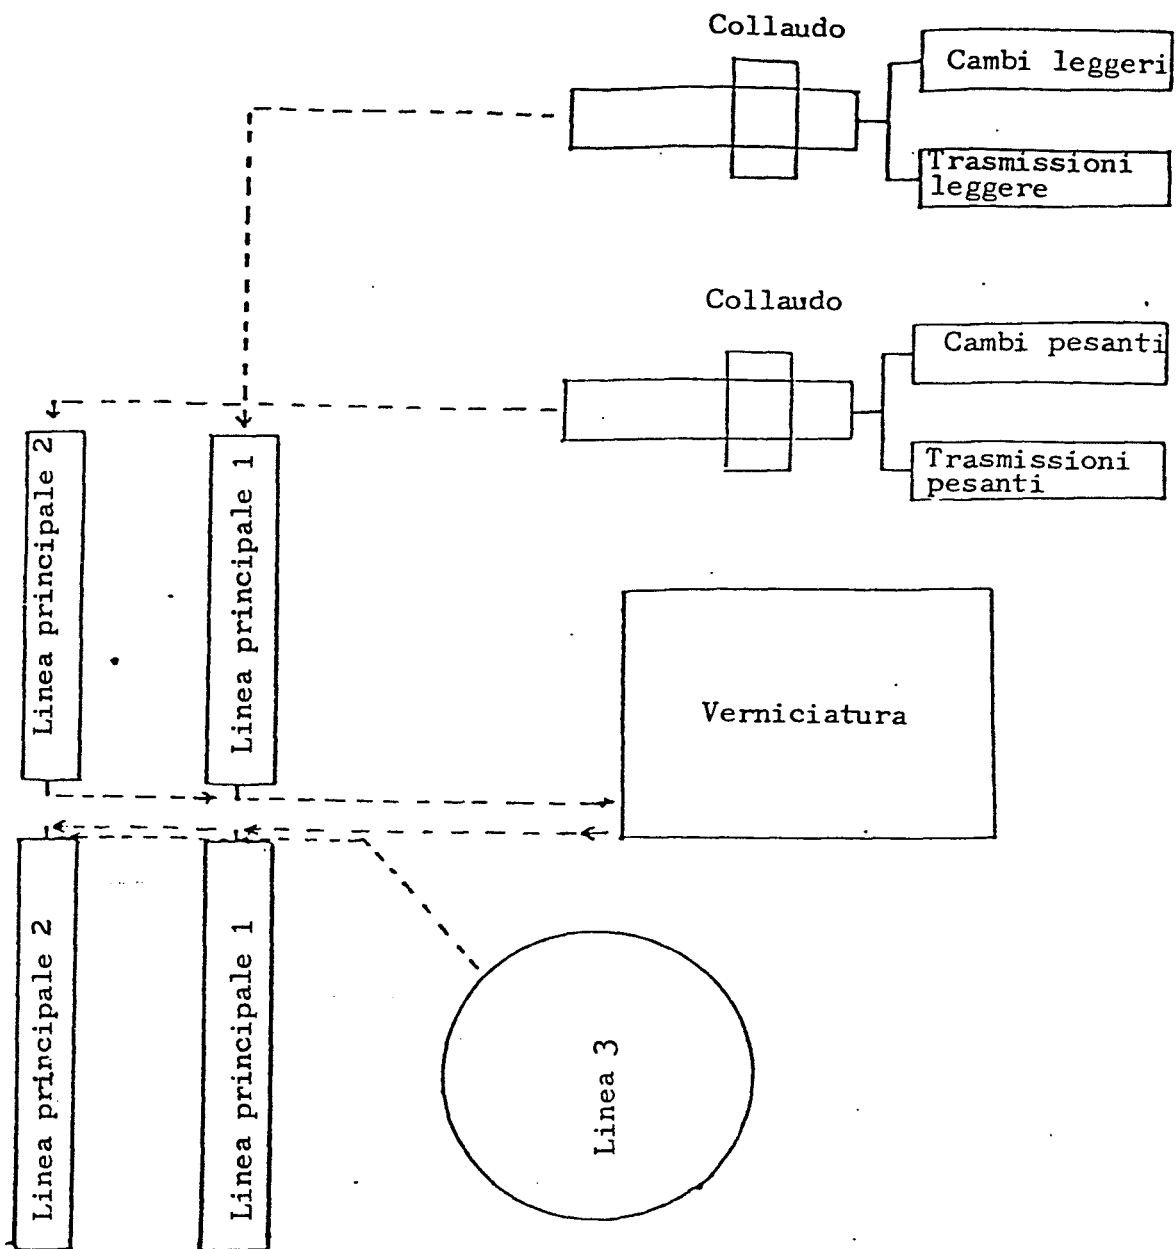 Collaudo
Cambi leggeri
Trasmissioni
leggere
Collaudo
Cambi pesanti
Trasmissioni
pesanti
Linea principale 2
Linea principale 1
Verniciatura
Linea principale 2
Linea principale 1
Linea 3